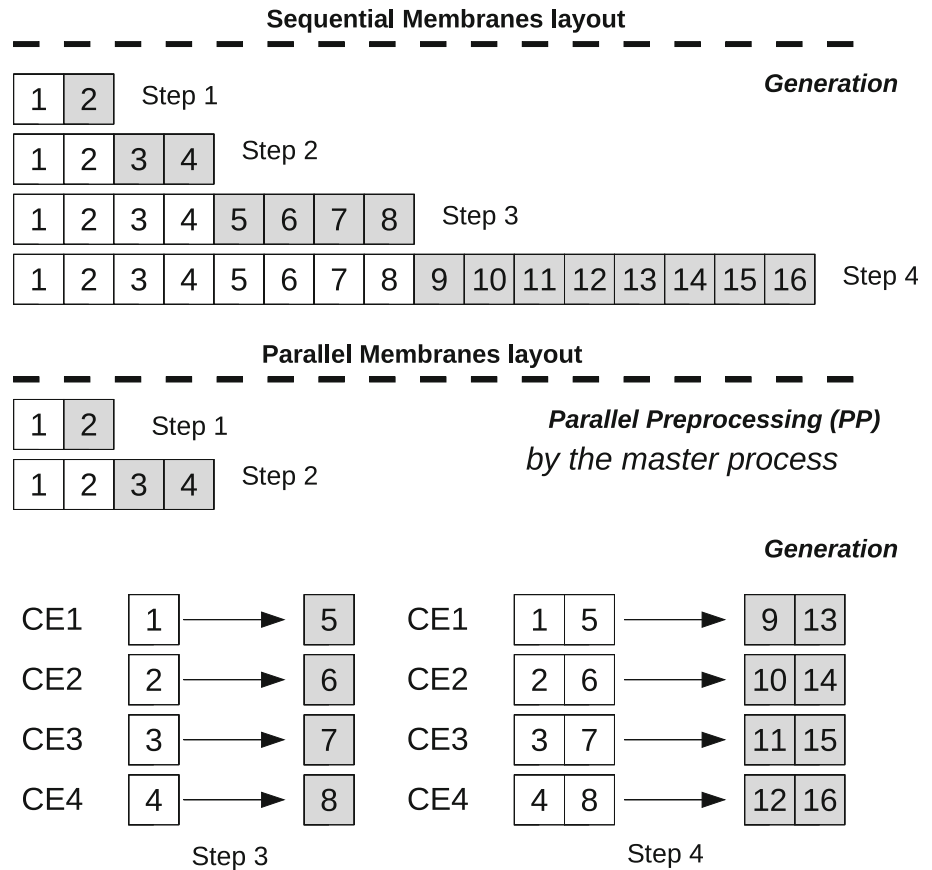 Sequential Membranes layout
Generation
1 2 Step 1
1 2 3 4 Step 2
1 2 3 4 5 6 7 8 Step 3
1 2 3 4 5 6 7 8 9 10 11 12 13 14 15 16 Step 4
Parallel Membranes layout
1 2 Step 1 Parallel Preprocessing (PP)
by the master process
1 2 3 4 Step 2
Generation
CE1 1 5 CE1 1 5 9 13
CE2 2 6 CE2 2 6 10 14
CE3 3 7 CE3 3 7 11 15
CE4 4 8 CE4 4 8 12 16
Step 3 Step 4